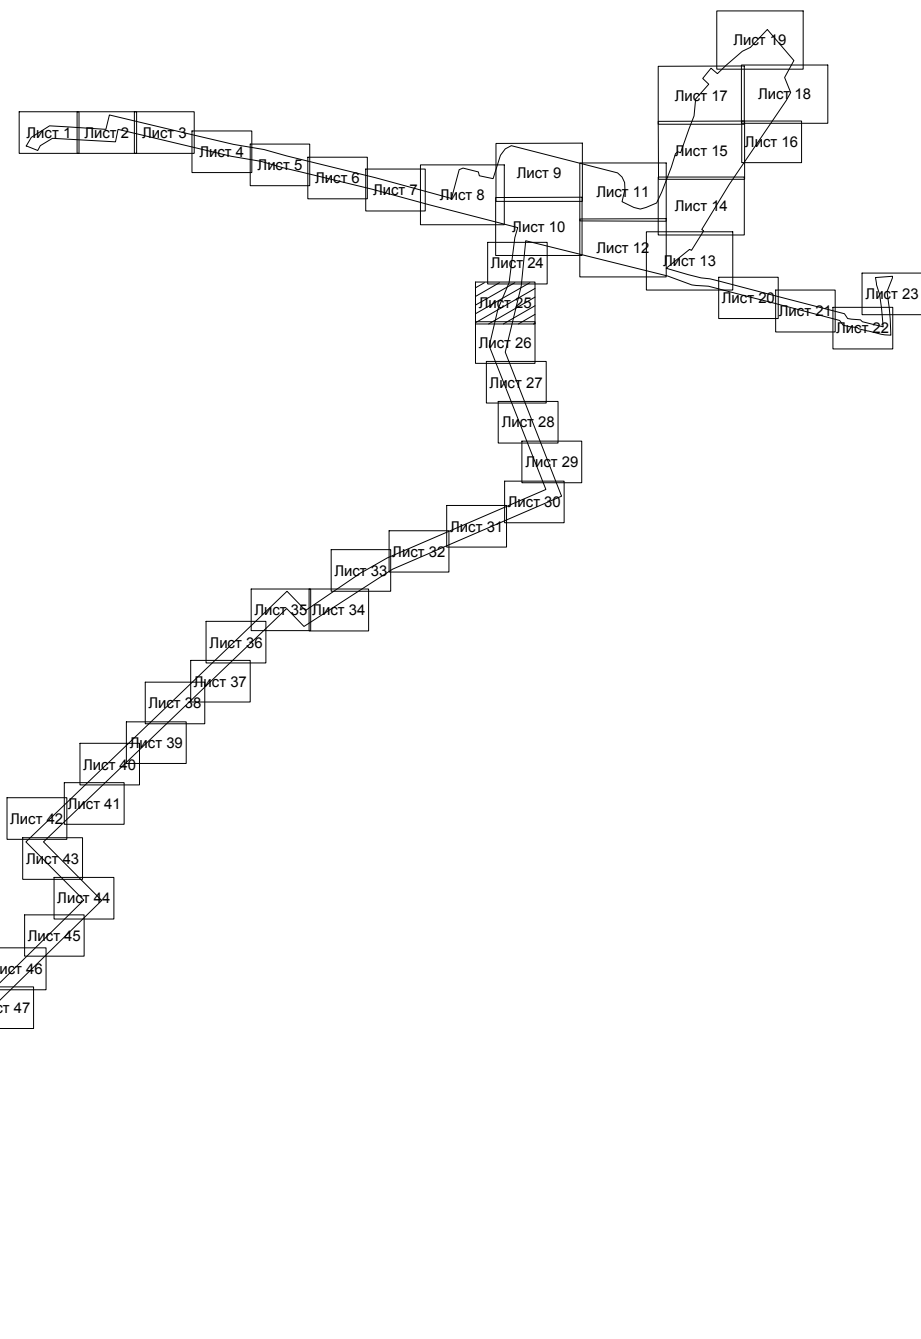 Лист 19
Лист 17
Лист 18
Лист 1
Лист 2
Лист 3
Лист 16
Лист 4
Лист 15
Лист 5
Лист 9
Лист 6
Лист 7
Лист 8
Лист 11
Лист 14
Лист 10
Лист 12
Лист 24
Лист 13
Лист 23
Лист 20
Лист 25
Лист 21
Лист 22
Лист 26
Лист 27
Лист 28
Лист 29
Лист 30
Лист 31
Лист 32
Лист 33
Лист 35
Лист 34
Лист 36
Лист 37
Лист 38
Лист 39
Лист 40
Лист 41
Лист 42
Лист 43
Лист 44
Лист 45
ист 46
ст 47